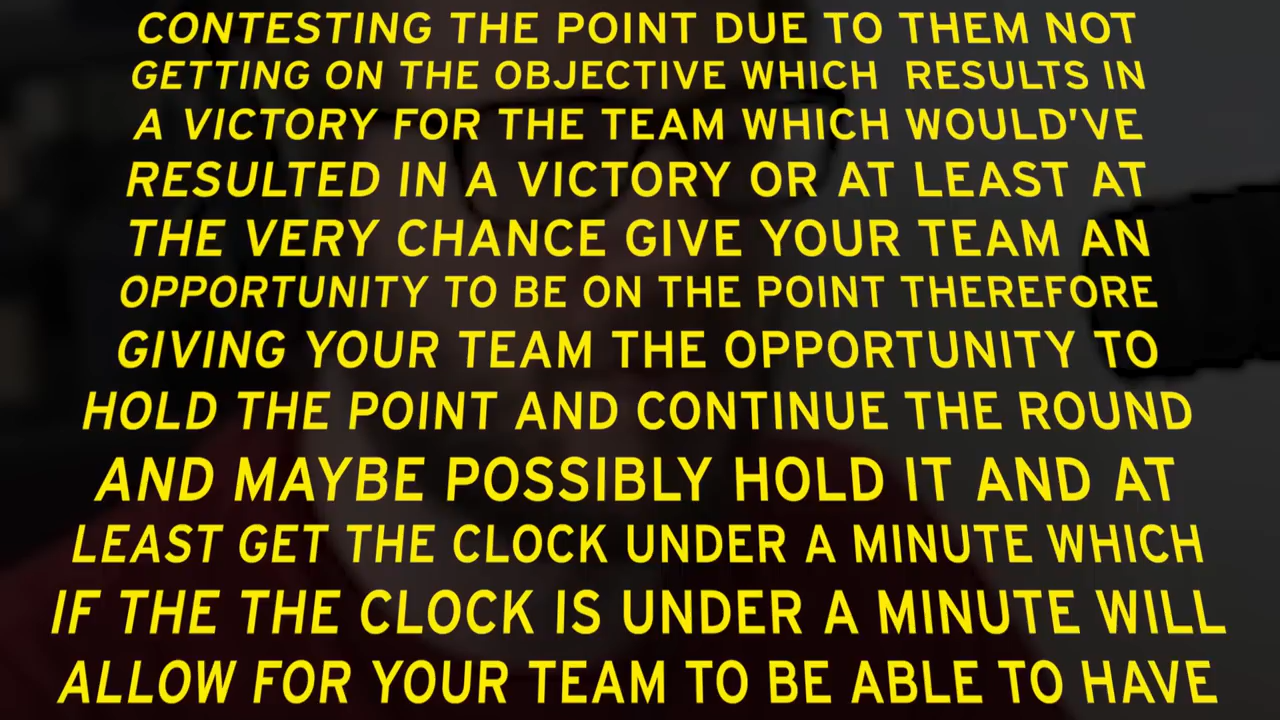 CONTESTING THE POINT DUE TO THEM NOT
GETTING ON THE OBJECTIVE WHICH RESULTS IN
A VICTORY FOR THE TEAM WHICH WOULD'VE
RESULTED IN A VICTORY OR AT LEAST AT
THE VERY CHANCE GIVE YOUR TEAM AN
OPPORTUNITY TO BE ON THE POINT THEREFORE
GIVING YOUR TEAM THE OPPORTUNITY TO
HOLD THE POINT AND CONTINUE THE ROUND
AND MAYBE POSSIBLY HOLD IT AND AT
LEAST GET THE CLOCK UNDER A MINUTE WHICH
IF THE THE CLOCK IS UNDER A MINUTE WILL
ALLOW FOR YOUR TEAM TO BE ABLE TO HAVE